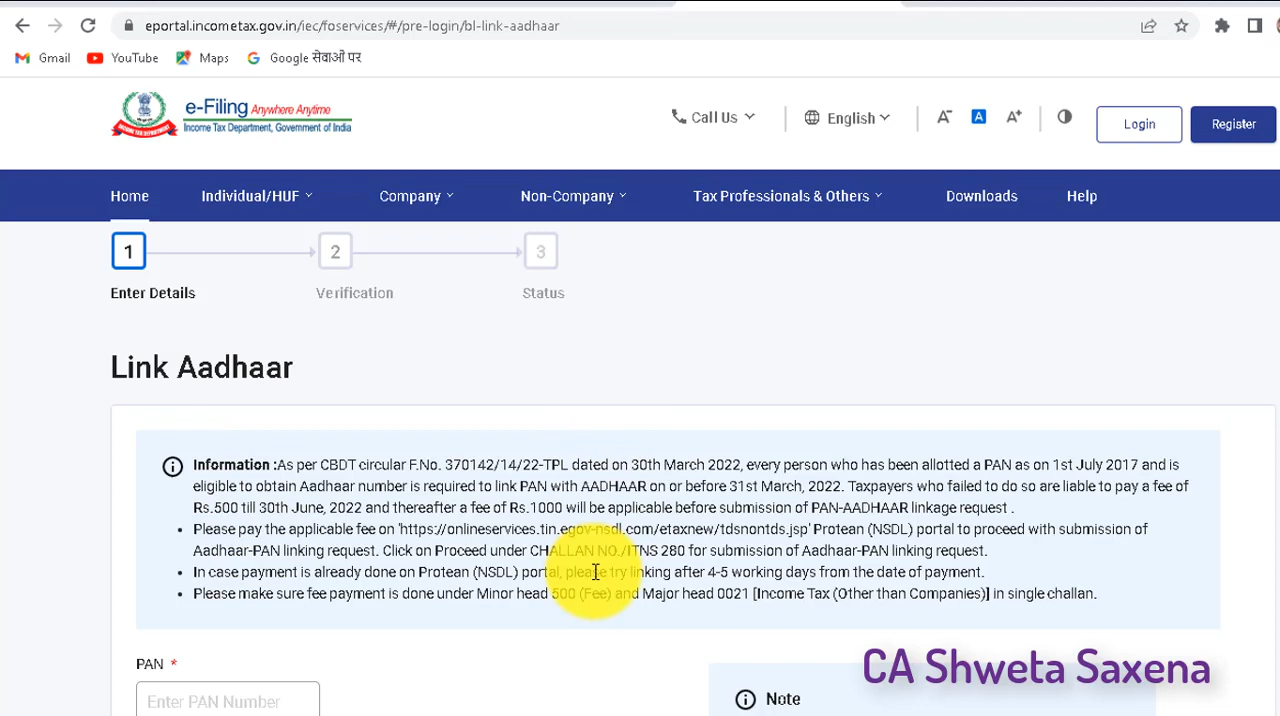 eportal.incometax.gov.in/iec/foservices/#/pre-login/bl-link-aadhaar
Gmail YouTube Maps Google सेवाओं पर
e-Filing Anywhere Anytime
Income Tax Department, Government of India
Call Us English A- A A+ Login Register
Home Individual/HUF Company Non-Company Tax Professionals & Others Downloads Help
1 2 3
Enter Details Verification Status
Link Aadhaar
Information :As per CBDT circular F.No. 370142/14/22-TPL dated on 30th March 2022, every person who has been allotted a PAN as on 1st July 2017 and is
eligible to obtain Aadhaar number is required to link PAN with AADHAAR on or before 31st March, 2022. Taxpayers who failed to do so are liable to pay a fee of
Rs.500 till 30th June, 2022 and thereafter a fee of Rs.1000 will be applicable before submission of PAN-AADHAAR linkage request .
• Please pay the applicable fee on 'https://onlineservices.tin.egov-nsdl.com/etaxnew/tdsnontds.jsp' Protean (NSDL) portal to proceed with submission of
Aadhaar-PAN linking request. Click on Proceed under CHALLAN NO./ITNS 280 for submission of Aadhaar-PAN linking request.
• In case payment is already done on Protean (NSDL) portal, please try linking after 4-5 working days from the date of payment.
• Please make sure fee payment is done under Minor head 500 (Fee) and Major head 0021 [Income Tax (Other than Companies)] in single challan.
PAN *
Enter PAN Number
Note
CA Shweta Saxena